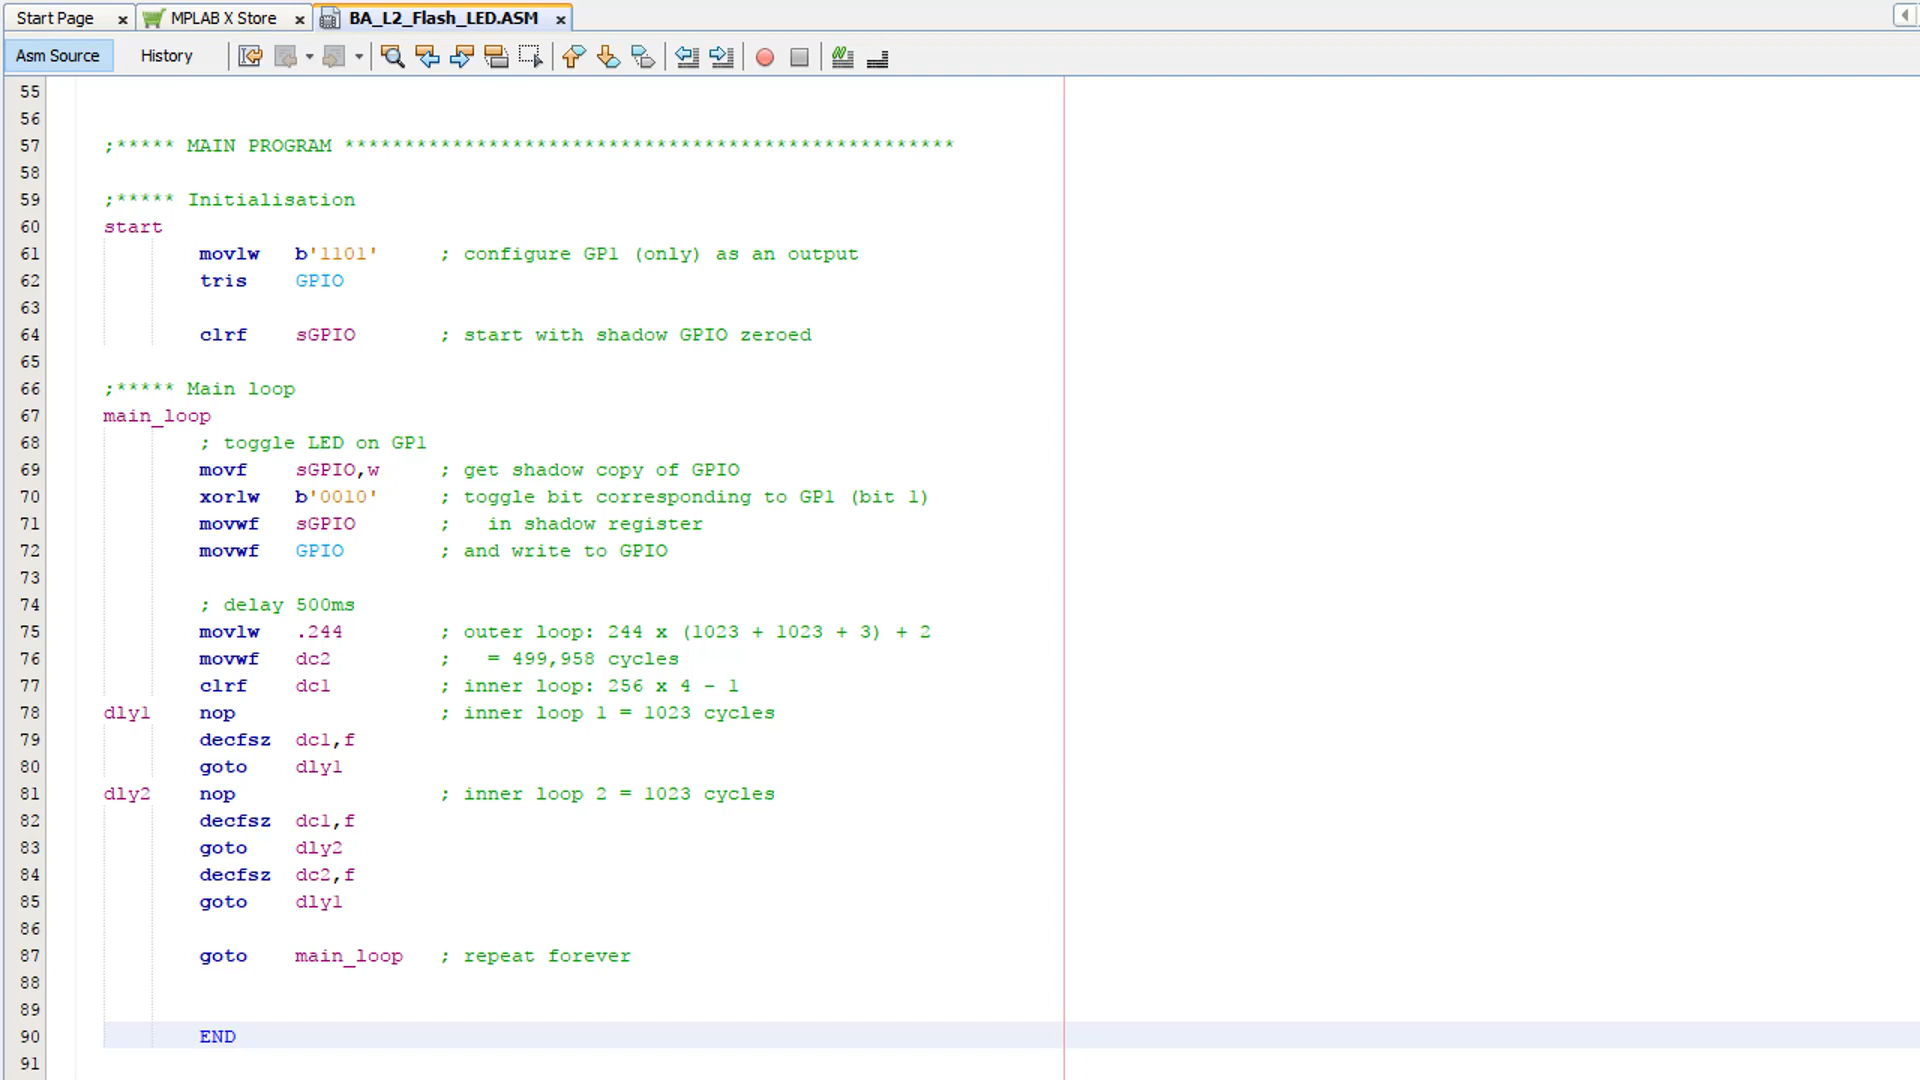 Start Page
MPLAB X Store
BA_L2_Flash_LED.ASM
Asm Source
History
55
56
57 ;***** MAIN PROGRAM ***************************************************
58
59 ;***** Initialisation
60 start
61 movlw b'1101' ; configure GP1 (only) as an output
62 tris GPIO
63
64 clrf sGPIO ; start with shadow GPIO zeroed
65
66 ;***** Main loop
67 main_loop
68 ; toggle LED on GP1
69 movf sGPIO,w ; get shadow copy of GPIO
70 xorlw b'0010' ; toggle bit corresponding to GP1 (bit 1)
71 movwf sGPIO ; in shadow register
72 movwf GPIO ; and write to GPIO
73
74 ; delay 500ms
75 movlw .244 ; outer loop: 244 x (1023 + 1023 + 3) + 2
76 movwf dc2 ; = 499,958 cycles
77 clrf dc1 ; inner loop: 256 x 4 - 1
78 dly1 nop ; inner loop 1 = 1023 cycles
79 decfsz dc1,f
80 goto dly1
81 dly2 nop ; inner loop 2 = 1023 cycles
82 decfsz dc1,f
83 goto dly2
84 decfsz dc2,f
85 goto dly1
86
87 goto main_loop ; repeat forever
88
89
90 END
91